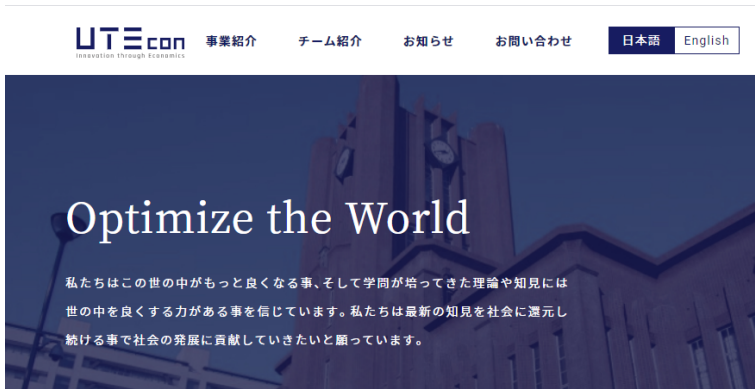 UTEcon
Innovation through Economics
事業紹介 チーム紹介 お知らせ お問い合わせ 日本語 English
Optimize the World
私たちはこの世の中がもっと良くなる事、そして学問が培ってきた理論や知見には
世の中を良くする力がある事を信じています。私たちは最新の知見を社会に還元し
続ける事で社会の発展に貢献していきたいと願っています。